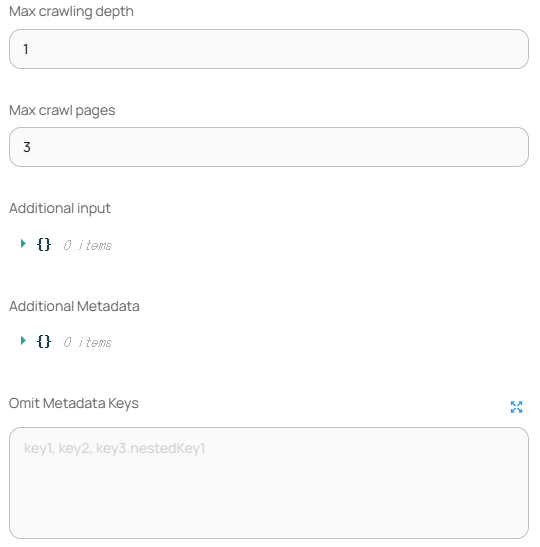 Max crawling depth
1
Max crawl pages
3
Additional input
{} 0 items
Additional Metadata
{} 0 items
Omit Metadata Keys
key1, key2, key3.nestedKey1